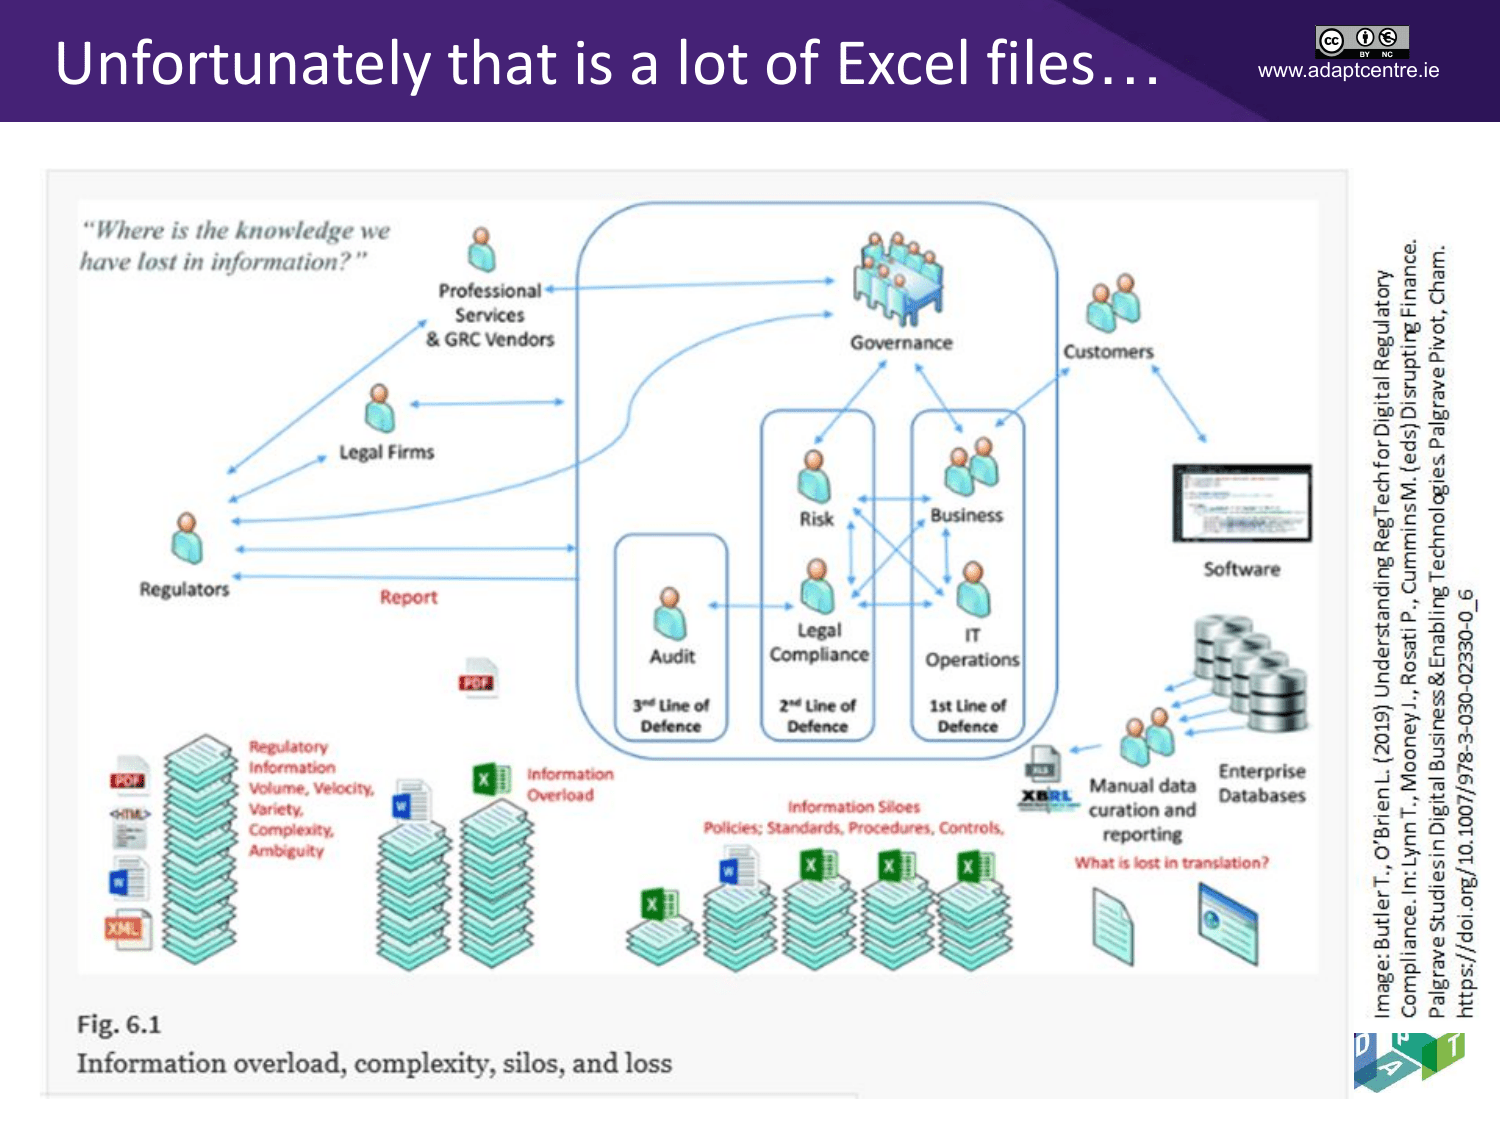 Unfortunately that is a lot of Excel files…
cc
BY NC
www.adaptcentre.ie
“Where is the knowledge we
have lost in information?”
Professional
Services
& GRC Vendors
Governance
Customers
Legal Firms
Regulators
Report
Risk
Business
Software
Audit
Legal
Compliance
IT
Operations
3rd Line of
Defence
2nd Line of
Defence
1st Line of
Defence
PDF
Regulatory
Information
Volume, Velocity,
Variety,
Complexity,
Ambiguity
PDF
<HTML>
W
XML
W
X
Information
Overload
Information Siloes
Policies; Standards, Procedures, Controls,
X
W
X
X
X
XLS
XBRL
Manual data
curation and
reporting
Enterprise
Databases
What is lost in translation?
Fig. 6.1
Information overload, complexity, silos, and loss
Image: Butler T., O’Brien L. (2019) Understanding RegTech for Digital Regulatory
Compliance. In: Lynn T., Mooney J., Rosati P., Cummins M. (eds) Disrupting Finance.
Palgrave Studies in Digital Business & Enabling Technologies. Palgrave Pivot, Cham.
https://doi.org/10.1007/978-3-030-02330-0_6
D A P T